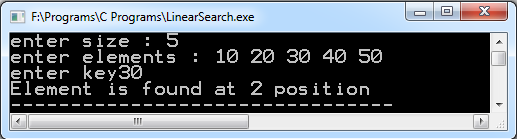 F:\Programs\C Programs\LinearSearch.exe
enter size : 5
enter elements : 10 20 30 40 50
enter key30
Element is found at 2 position
--------------------------------